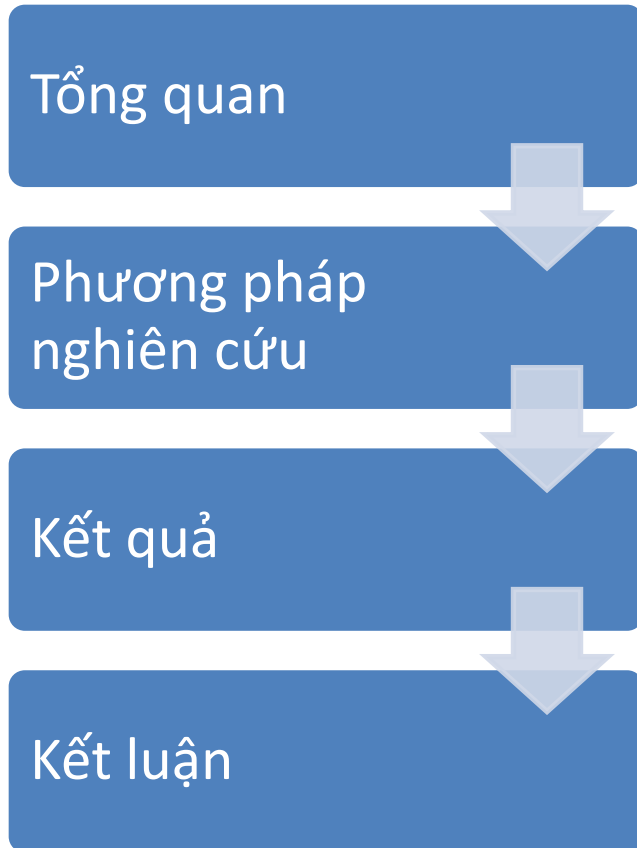 Tổng quan
Phương pháp
nghiên cứu
Kết quả
Kết luận